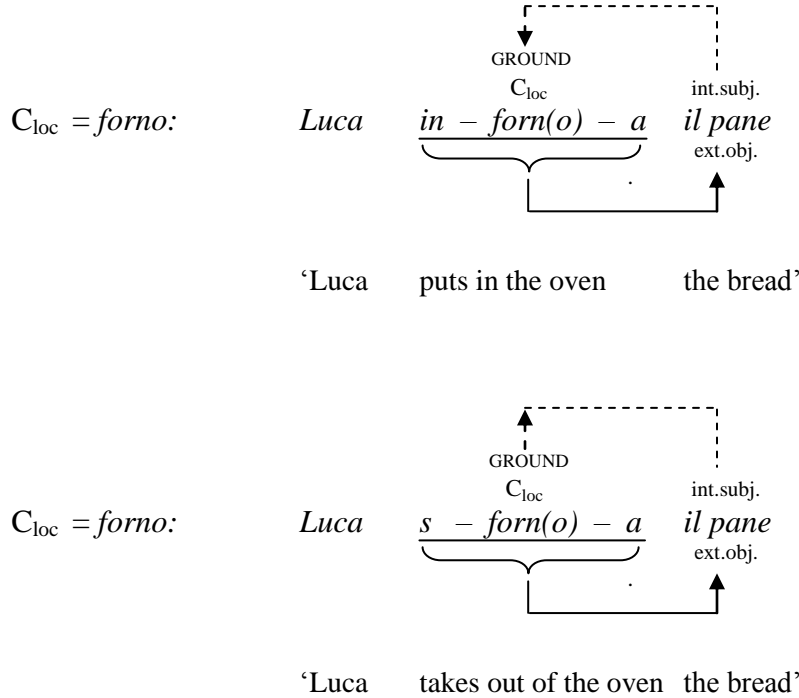 GROUND
C_loc int.subj.
C_loc = forno: Luca in – forn(o) – a il pane
ext.obj.
.
‘Luca puts in the oven the bread’
GROUND
C_loc int.subj.
C_loc = forno: Luca s – forn(o) – a il pane
ext.obj.
.
‘Luca takes out of the oven the bread’